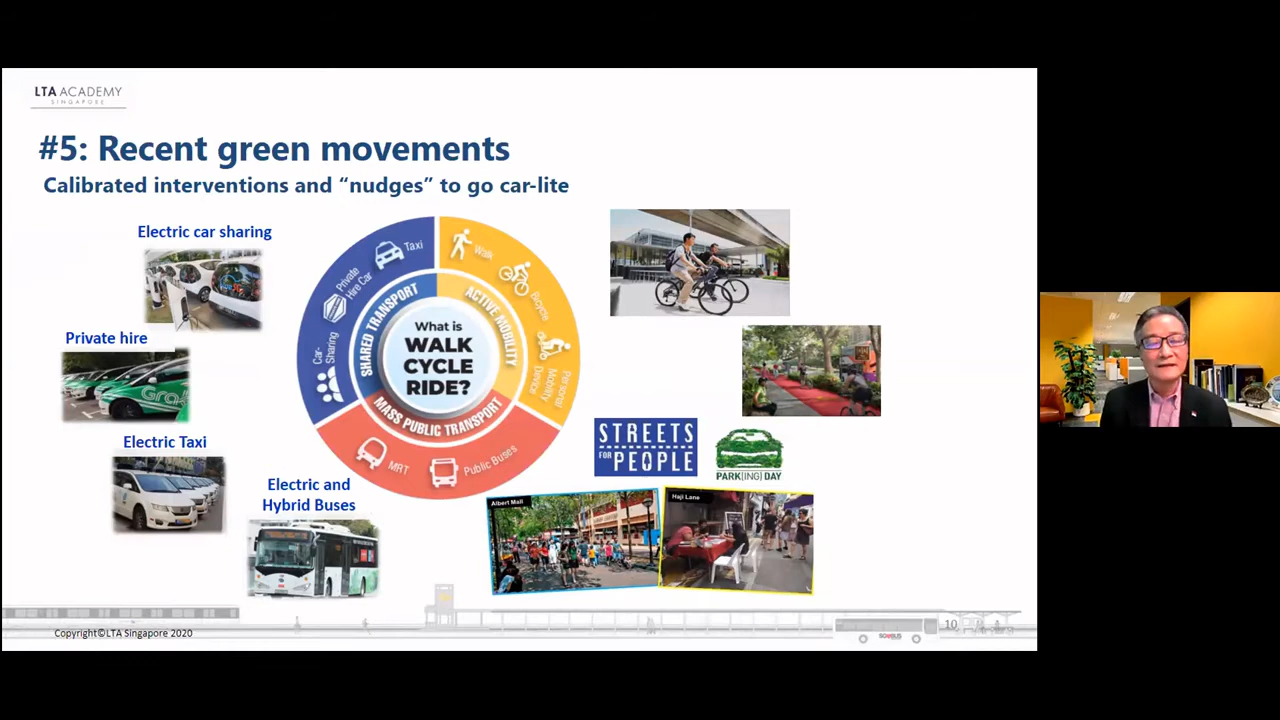 LTA ACADEMY
SINGAPORE
#5: Recent green movements
Calibrated interventions and “nudges” to go car-lite
Electric car sharing
Private hire
Grab
Electric Taxi
Electric and
Hybrid Buses
What is
WALK
CYCLE
RIDE?
SHARED TRANSPORT
Car-
Sharing
Private
Hire Car
Taxi
ACTIVE MOBILITY
Walk
Bicycle
Personal
Mobility
Device
MASS PUBLIC TRANSPORT
MRT
Public Buses
STREETS
FOR PEOPLE
PARK(ING) DAY
Albert Mall
Haji Lane
Copyright©LTA Singapore 2020
10